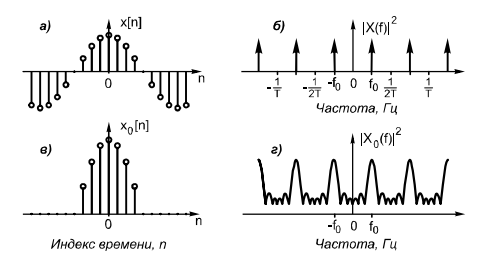 а) x[n]
n
0
б) |X(f)|²
-1/T -1/2T -f₀ 0 f₀ 1/2T 1/T
Частота, Гц
в) x₀[n]
n
0
Индекс времени, n
г) |X₀(f)|²
-f₀ 0 f₀
Частота, Гц